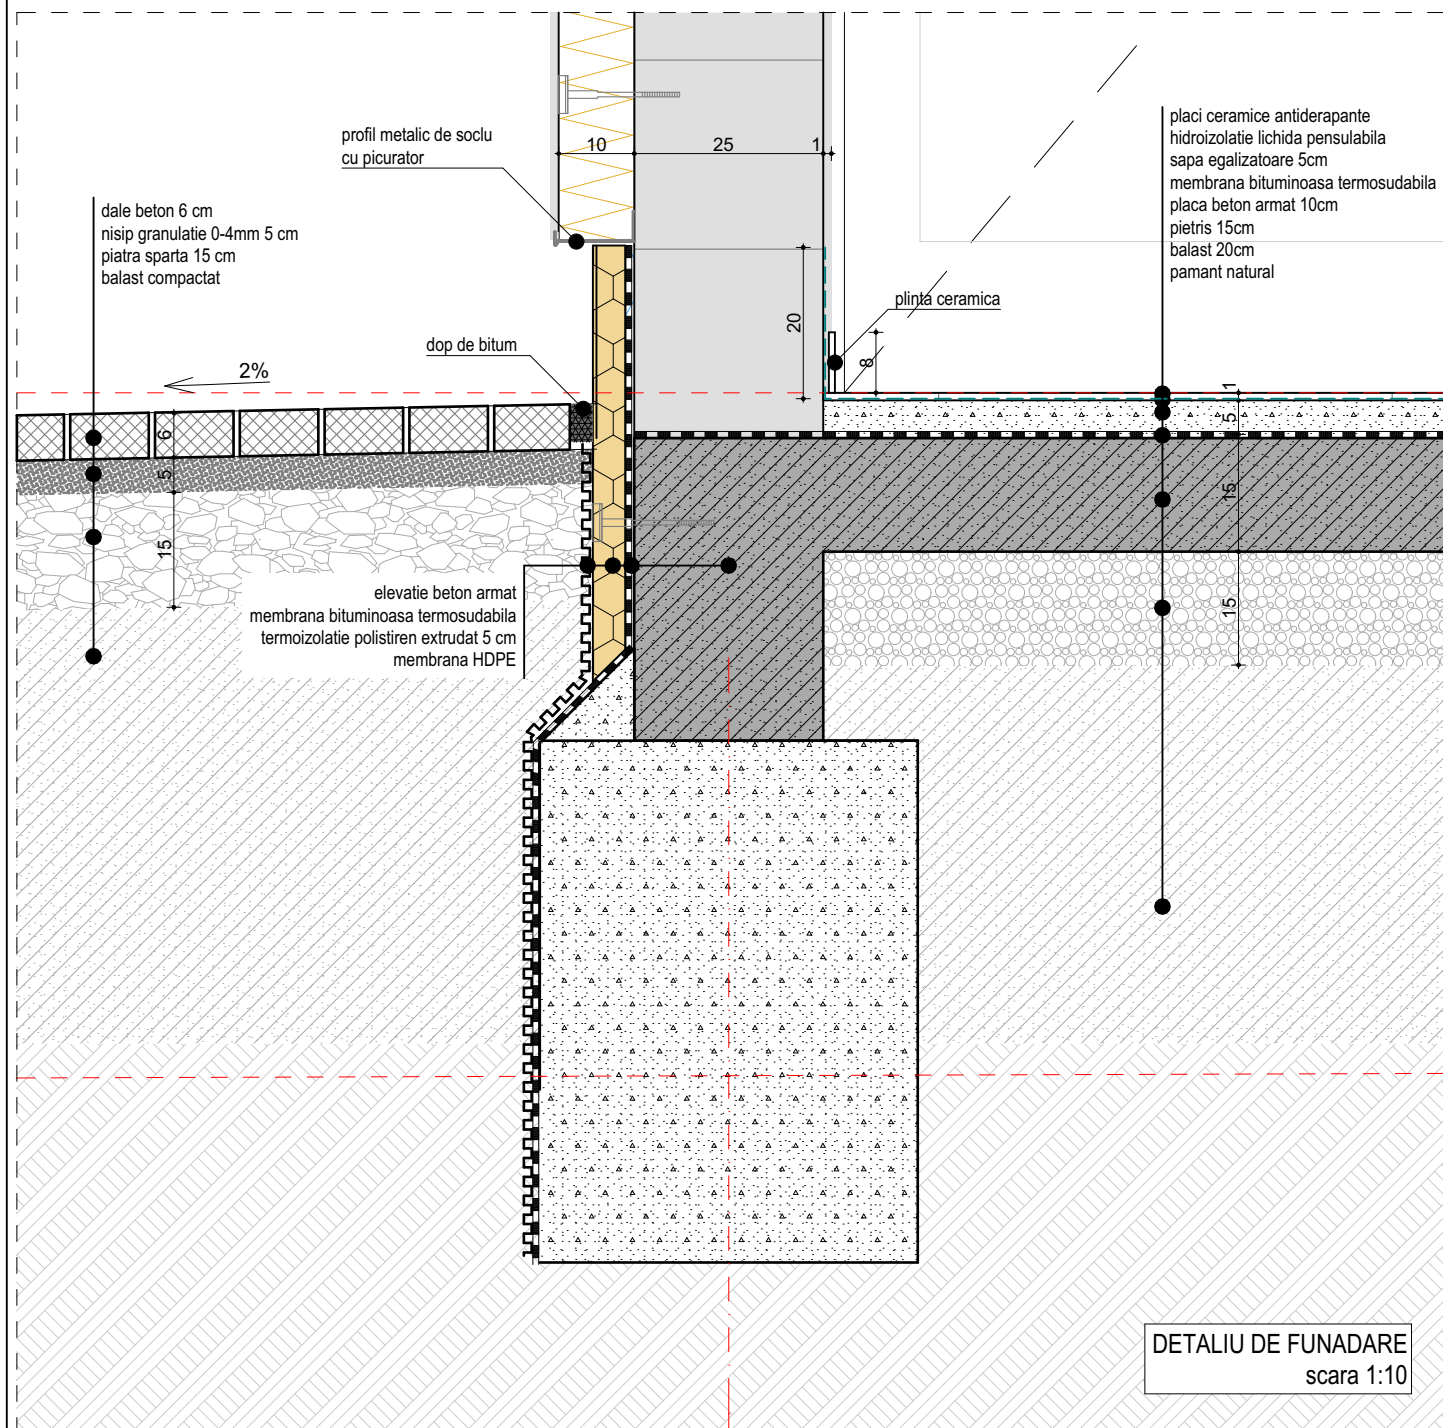 profil metalic de soclu
cu picurator
10
25
1
placi ceramice antiderapante
hidroizolatie lichida pensulabila
sapa egalizatoare 5cm
membrana bituminoasa termosudabila
placa beton armat 10cm
pietris 15cm
balast 20cm
pamant natural
dale beton 6 cm
nisip granulatie 0-4mm 5 cm
piatra sparta 15 cm
balast compactat
plinta ceramica
20
8
dop de bitum
2%
6
5
15
1
5
15
15
elevatie beton armat
membrana bituminoasa termosudabila
termoizolatie polistiren extrudat 5 cm
membrana HDPE
DETALIU DE FUNADARE
scara 1:10